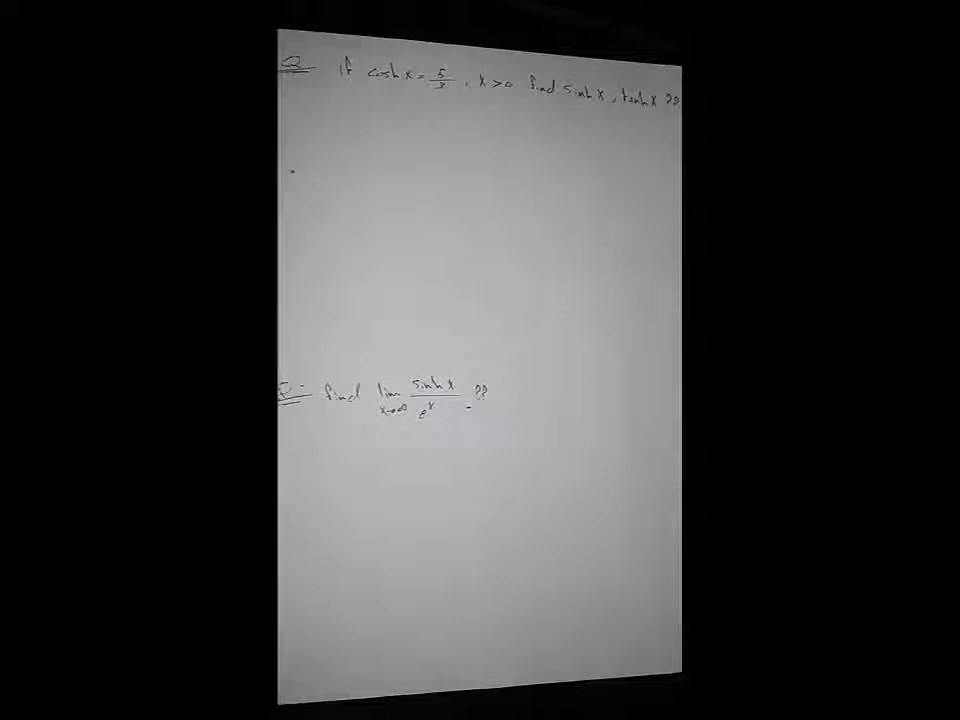 Q If cosh x = 5/3 , x > 0 find sinh x , tanh x ??
find lim x→∞ sinh x / e^x ??